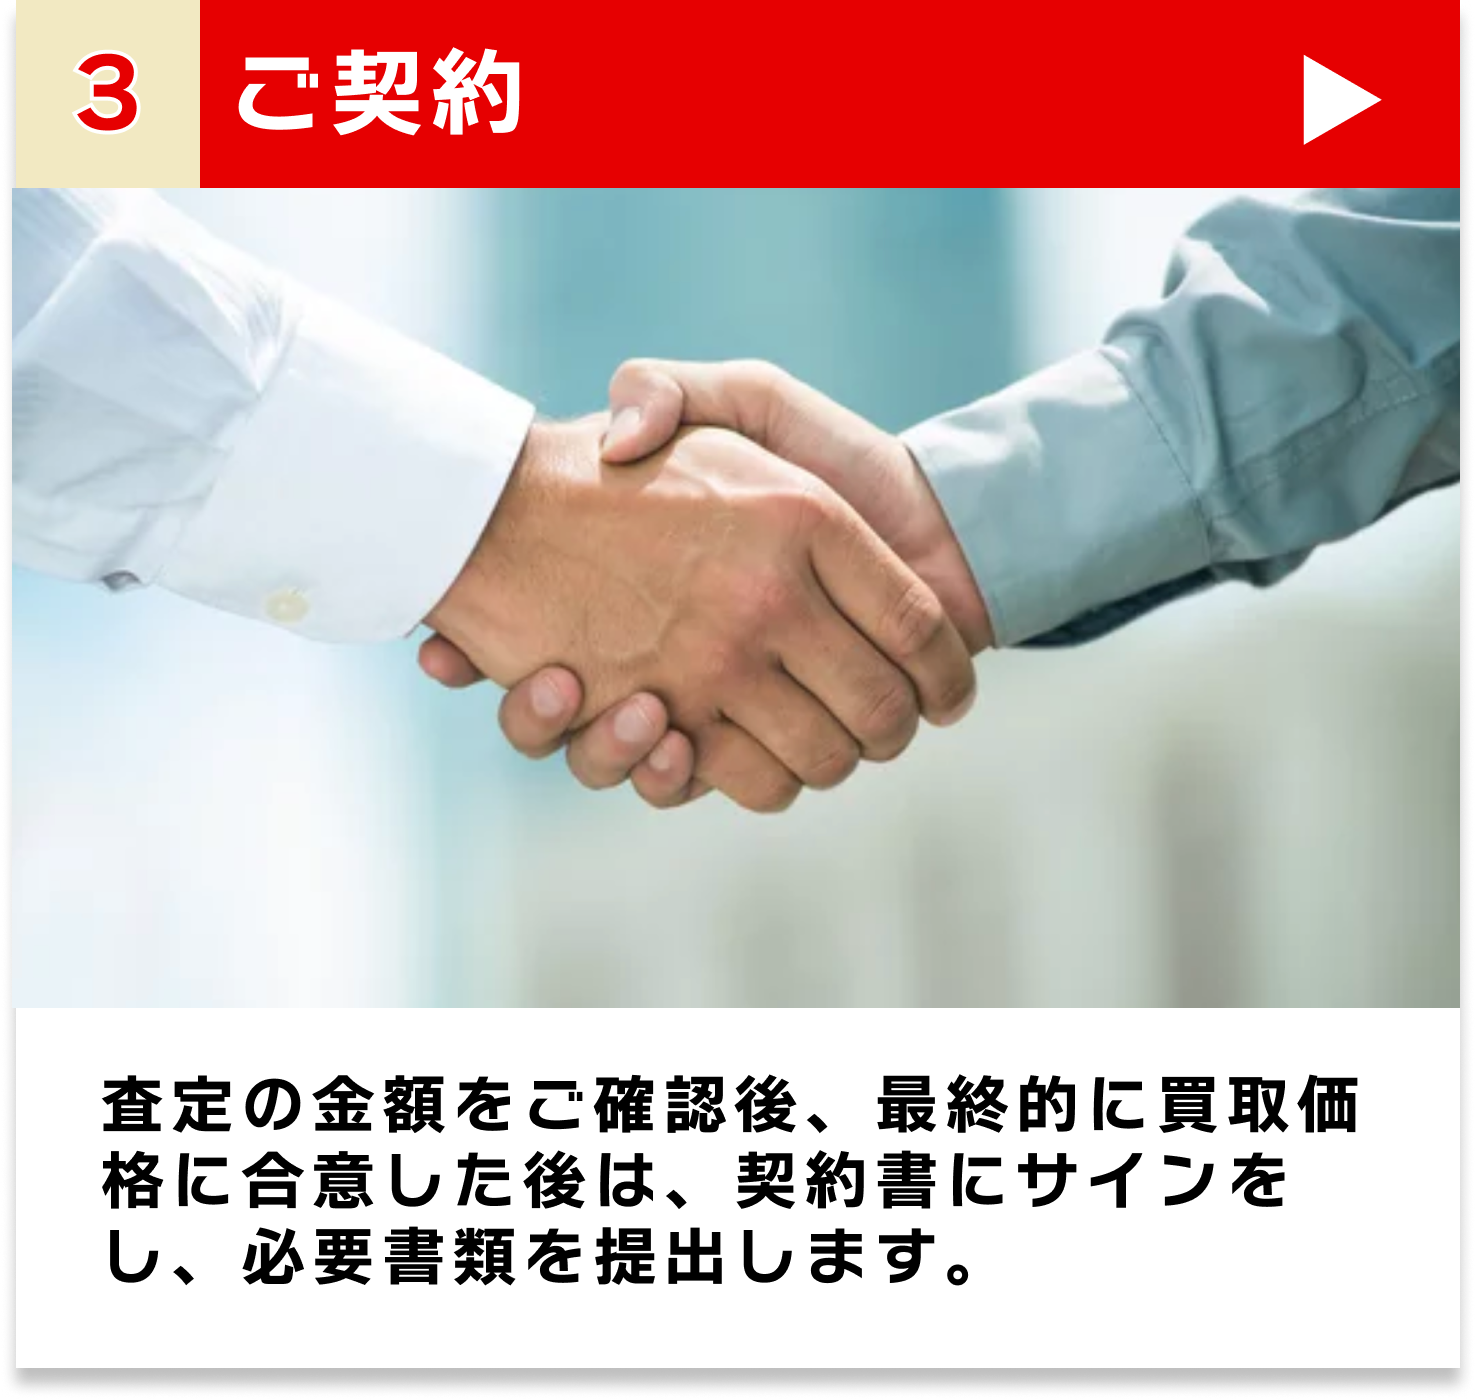 3 ご契約
査定の金額をご確認後、最終的に買取価
格に合意した後は、契約書にサインを
し、必要書類を提出します。